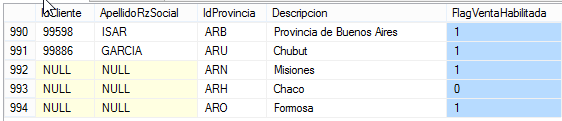 IdCliente ApellidoRzSocial IdProvincia Descripcion FlagVentaHabilitada
990 99598 ISAR ARB Provincia de Buenos Aires 1
991 99886 GARCIA ARU Chubut 1
992 NULL NULL ARN Misiones 1
993 NULL NULL ARH Chaco 0
994 NULL NULL ARO Formosa 1